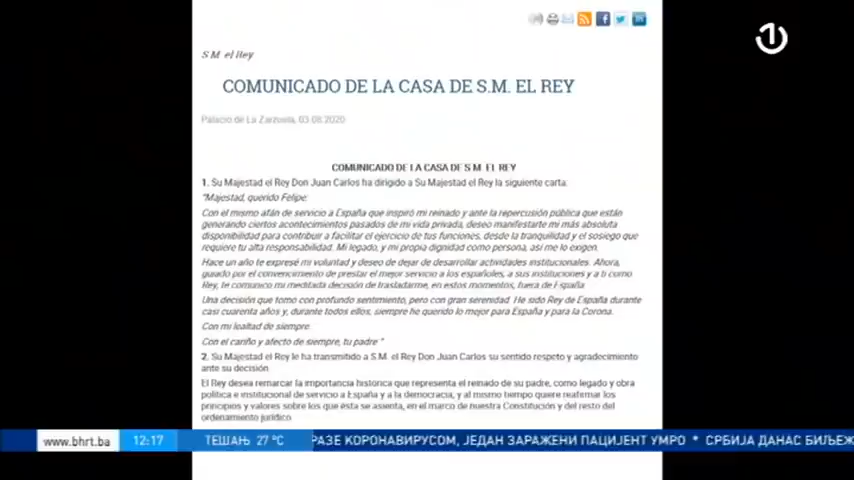 S.M. el Rey
COMUNICADO DE LA CASA DE S.M. EL REY
Palacio de La Zarzuela, 03.08.2020
COMUNICADO DE LA CASA DE S.M. EL REY
1. Su Majestad el Rey Don Juan Carlos ha dirigido a Su Majestad el Rey la siguiente carta:
"Majestad, querido Felipe:
Con el mismo afán de servicio a España que inspiró mi reinado y ante la repercusión pública que están
generando ciertos acontecimientos pasados de mi vida privada, deseo manifestarte mi más absoluta
disponibilidad para contribuir a facilitar el ejercicio de tus funciones, desde la tranquilidad y el sosiego que
requiere tu alta responsabilidad. Mi legado, y mi propia dignidad como persona, así me lo exigen.
Hace un año te expresé mi voluntad y deseo de dejar de desarrollar actividades institucionales. Ahora,
guiado por el convencimiento de prestar el mejor servicio a los españoles, a sus instituciones y a ti como
Rey, te comunico mi meditada decisión de trasladarme, en estos momentos, fuera de España.
Una decisión que tomo con profundo sentimiento, pero con gran serenidad. He sido Rey de España durante
casi cuarenta años y, durante todos ellos, siempre he querido lo mejor para España y para la Corona.
Con mi lealtad de siempre.
Con el cariño y afecto de siempre, tu padre"
2. Su Majestad el Rey le ha transmitido a S.M. el Rey Don Juan Carlos su sentido respeto y agradecimiento
ante su decisión.
El Rey desea remarcar la importancia histórica que representa el reinado de su padre, como legado y obra
política e institucional de servicio a España y a la democracia; y al mismo tiempo quiere reafirmar los
principios y valores sobre los que ésta se asienta, en el marco de nuestra Constitución y del resto del
ordenamiento jurídico.
www.bhrt.ba 12:17 ТЕШАЊ 27 °C РАЗЕ КОРОНАВИРУСОМ, ЈЕДАН ЗАРАЖЕНИ ПАЦИЈЕНТ УМРО * СРБИЈА ДАНАС БИЉЕЖ